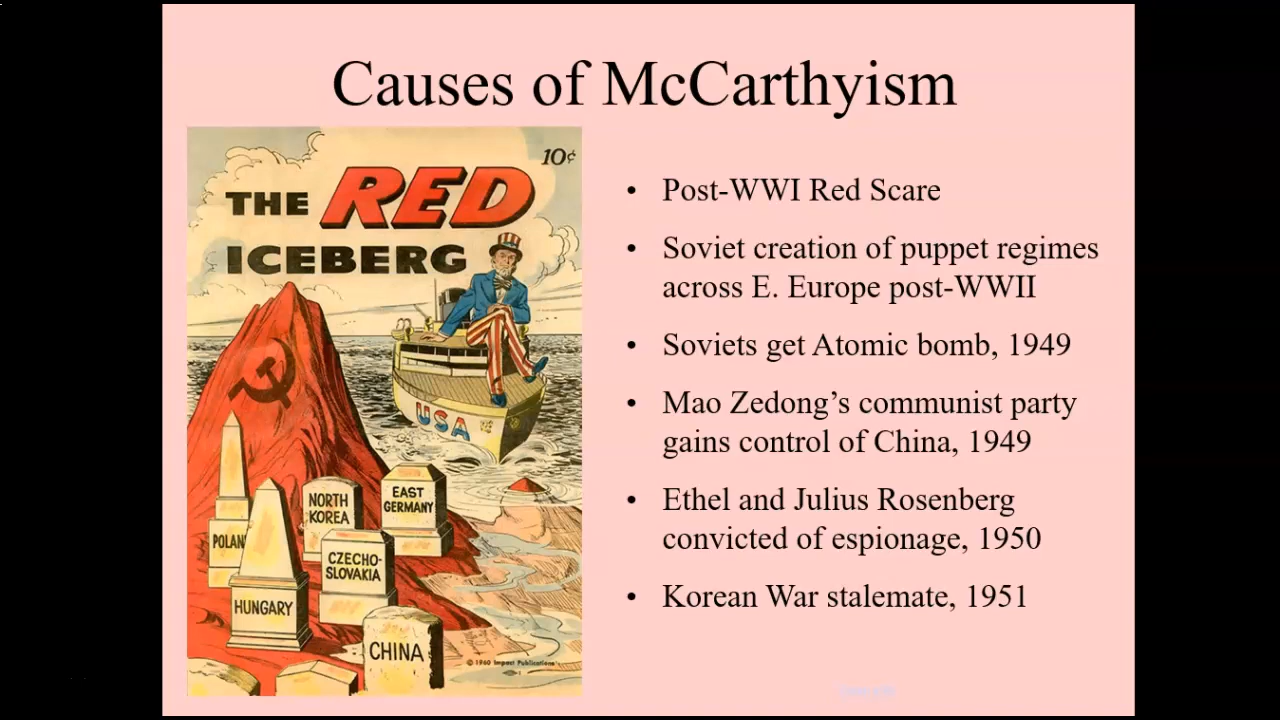 Causes of McCarthyism
10¢
THE RED
ICEBERG
USA
POLAN
HUNGARY
NORTH
KOREA
CZECHO-
SLOVAKIA
EAST
GERMANY
CHINA
© 1960 Impact Publications
• Post-WWI Red Scare
• Soviet creation of puppet regimes
across E. Europe post-WWII
• Soviets get Atomic bomb, 1949
• Mao Zedong’s communist party
gains control of China, 1949
• Ethel and Julius Rosenberg
convicted of espionage, 1950
• Korean War stalemate, 1951